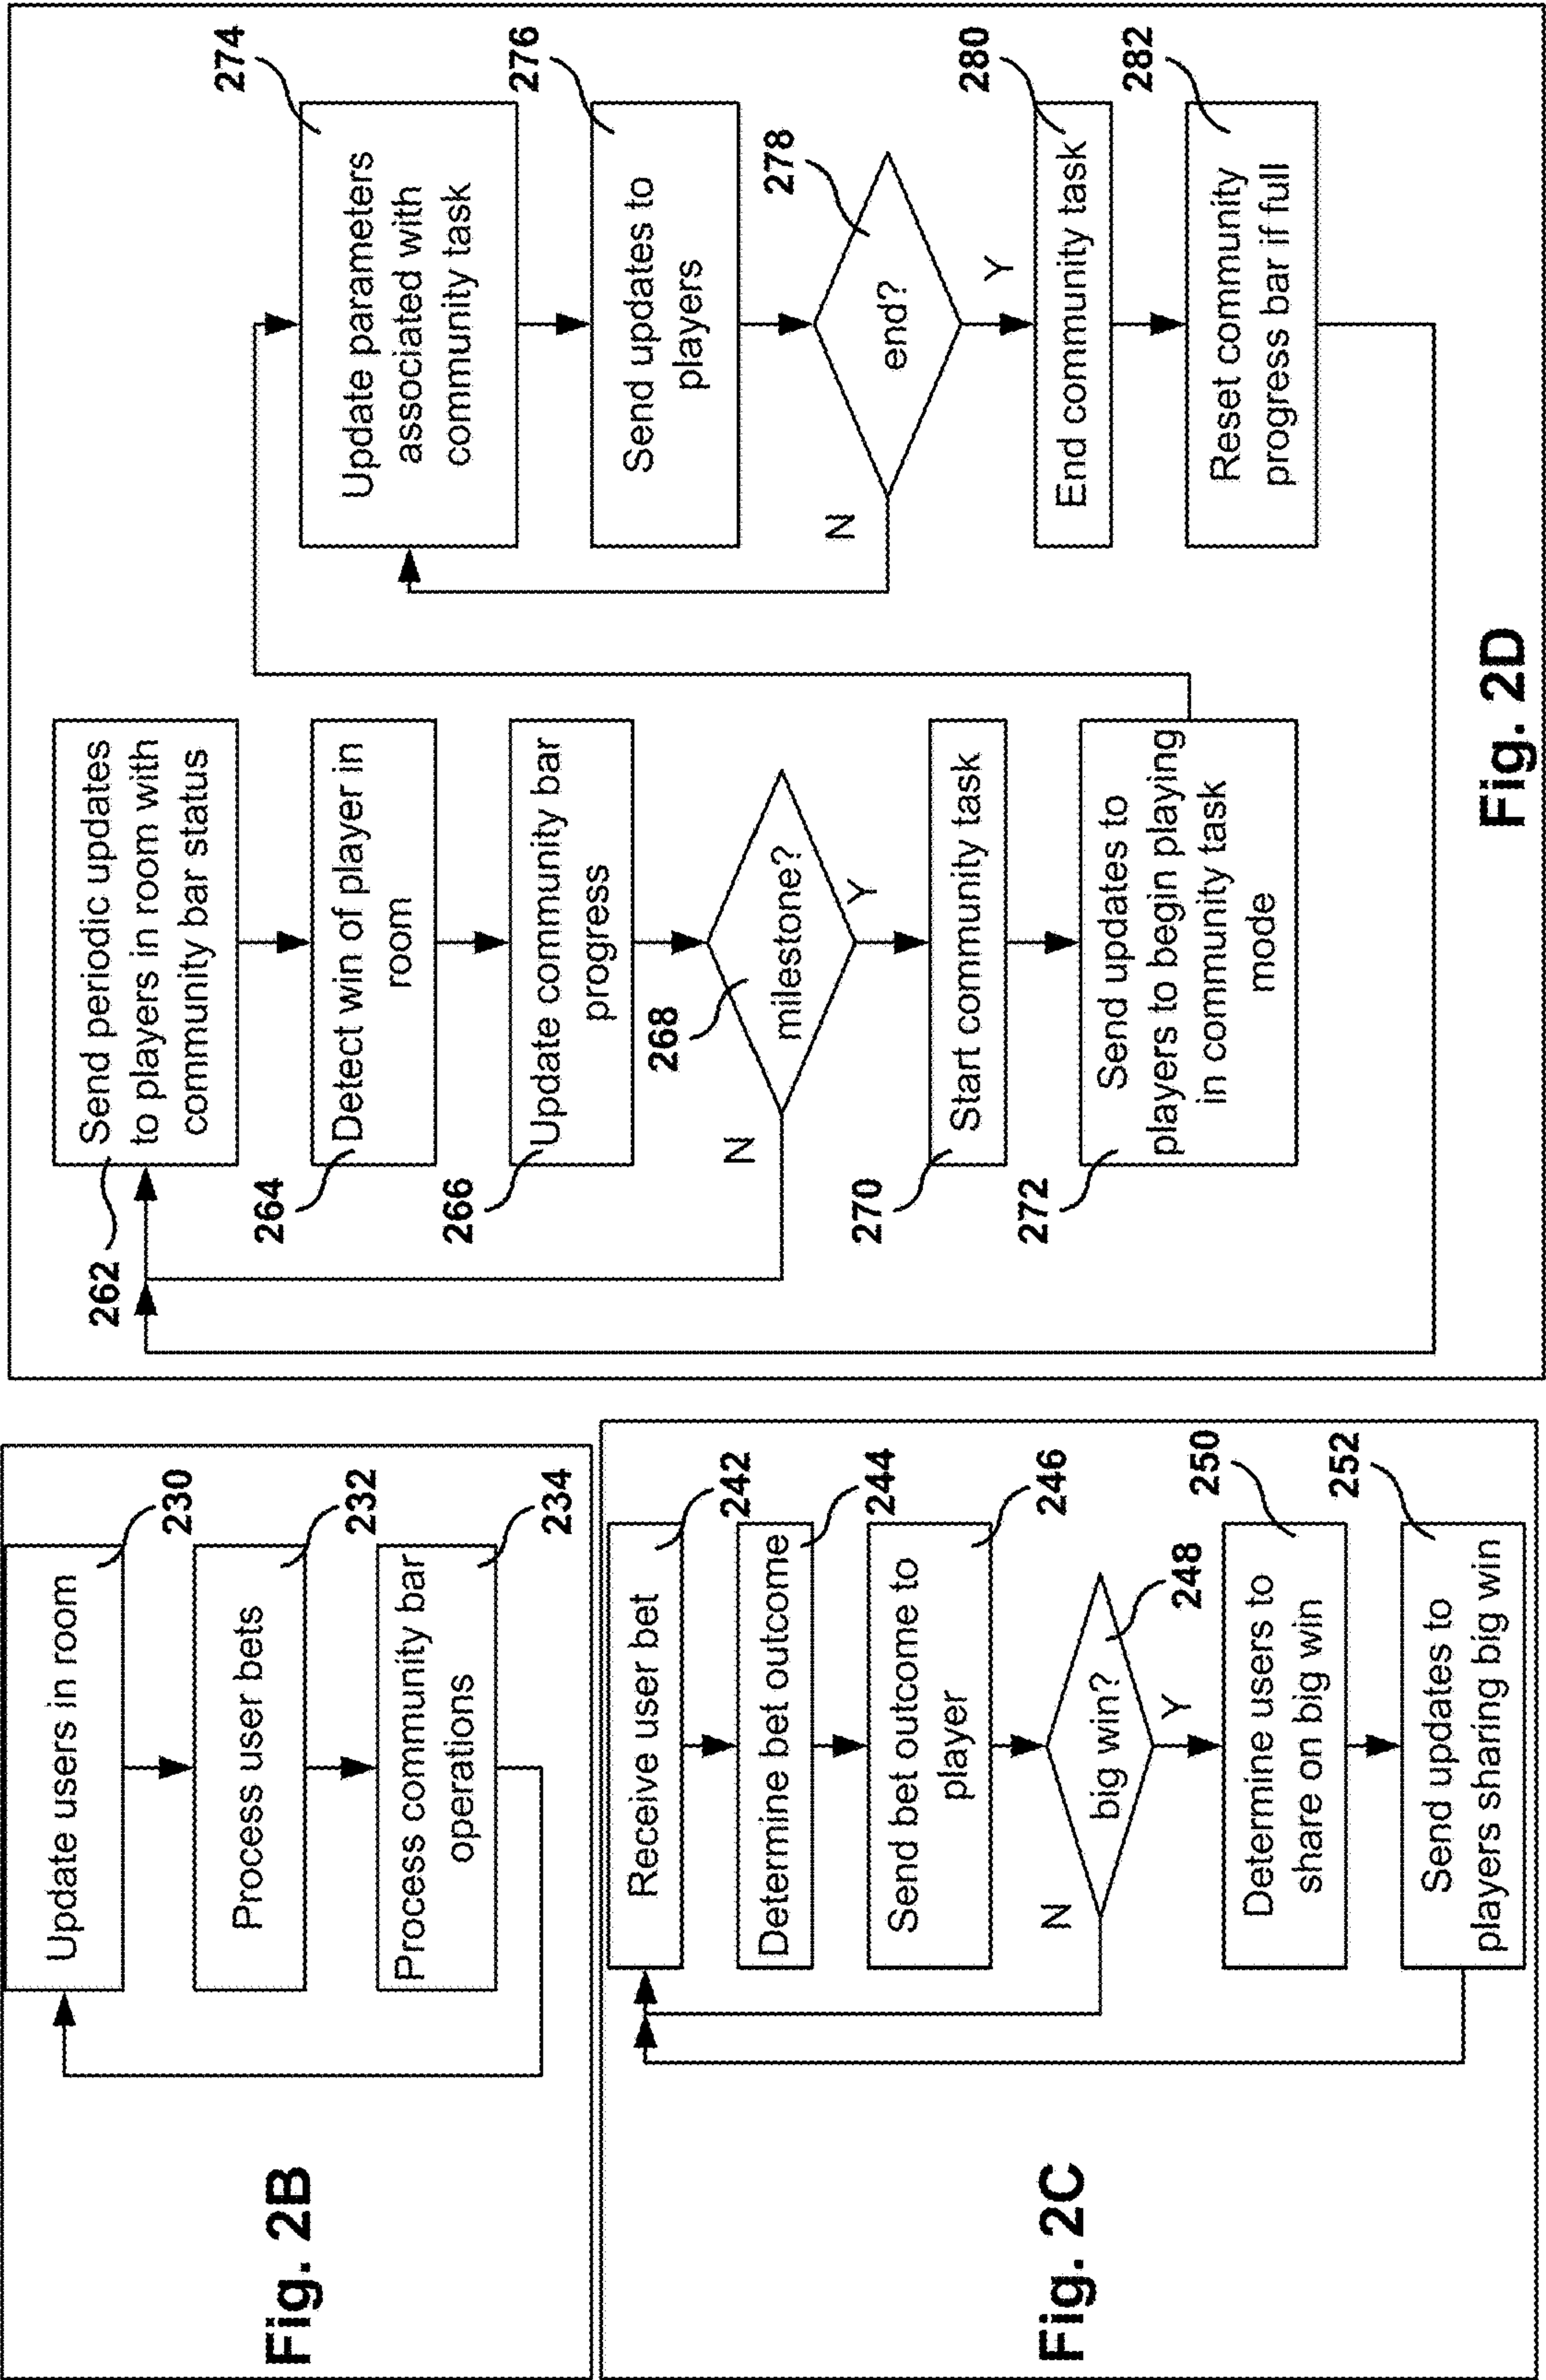 Update users in room
230
Process user bets
232
Process community bar
operations
234
Fig. 2B
Receive user bet
242
Determine bet outcome
244
Send bet outcome to
player
246
big win?
248
N
Y
Determine users to
share on big win
250
Send updates to
players sharing big win
252
Fig. 2C
Send periodic updates
to players in room with
community bar status
262
Detect win of player in
room
264
Update community bar
progress
266
milestone?
268
N
Y
Start community task
270
Send updates to
players to begin playing
in community task
mode
272
Update parameters
associated with
community task
274
Send updates to
players
276
end?
278
N
Y
End community task
280
Reset community
progress bar if full
282
Fig. 2D